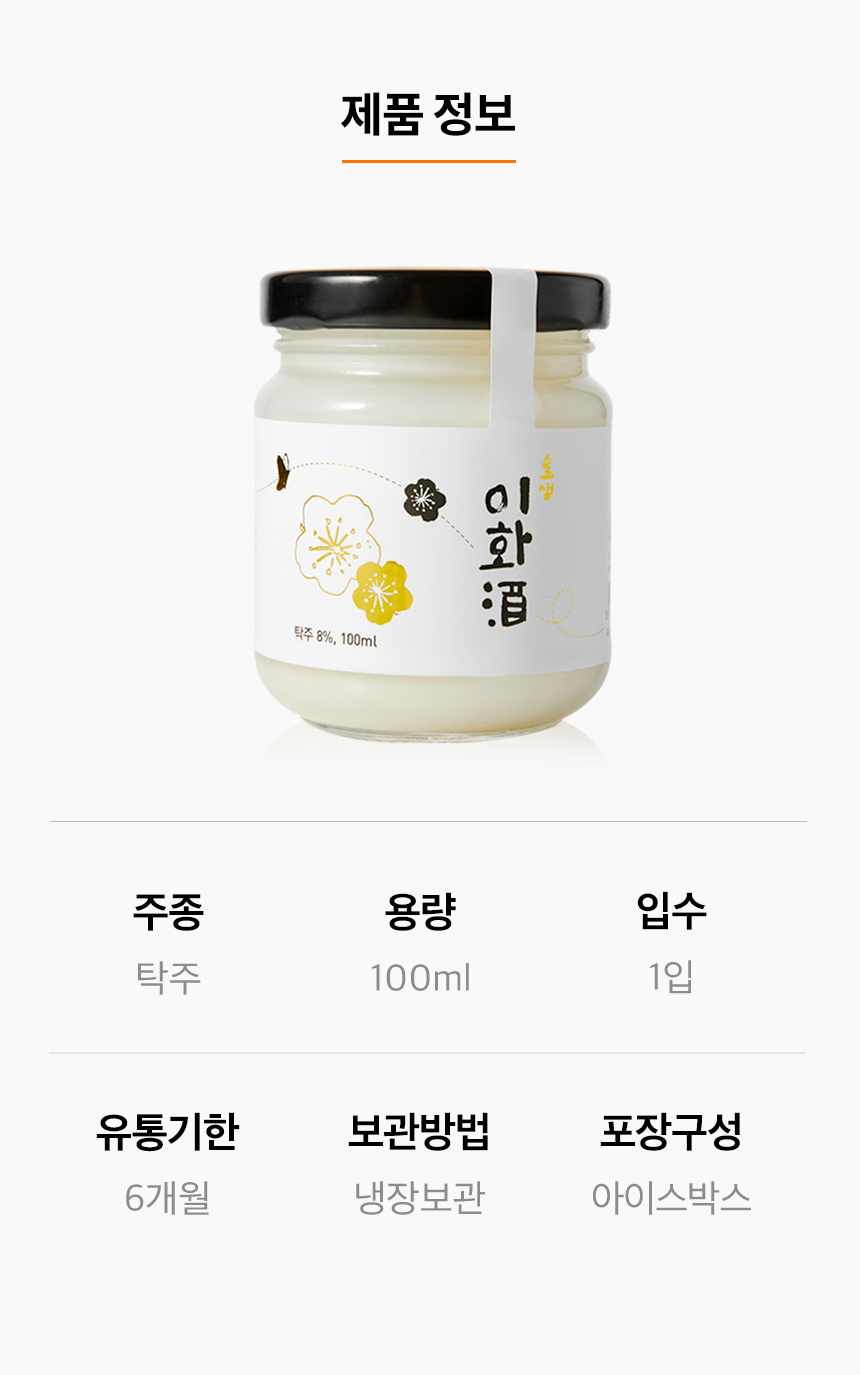 제품 정보
술샘
이화酒
탁주 8%, 100ml
주종
용량
입수
탁주
100ml
1입
유통기한
보관방법
포장구성
6개월
냉장보관
아이스박스